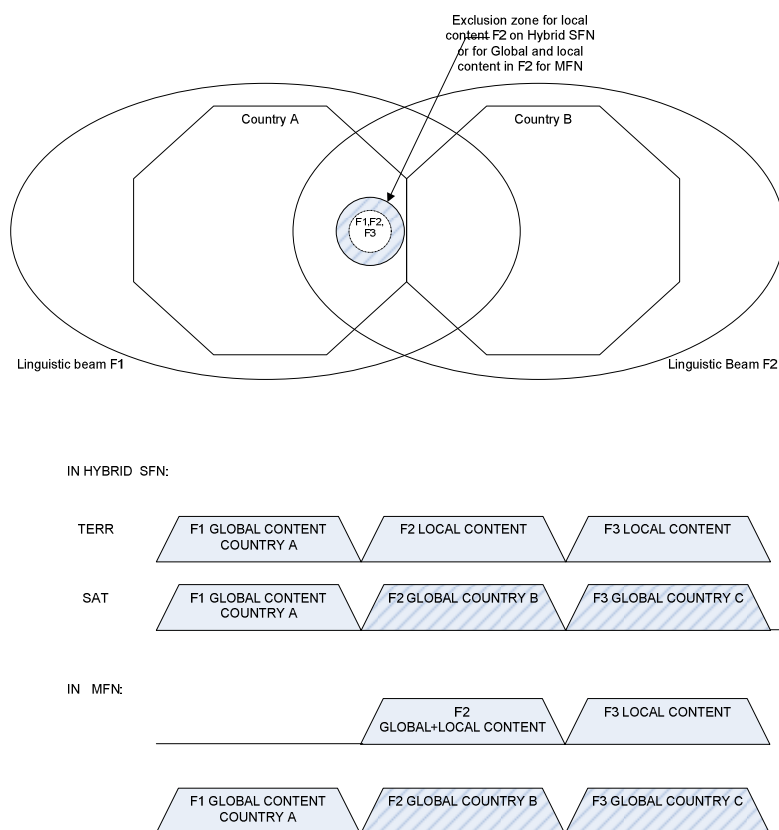 Exclusion zone for local
content F2 on Hybrid SFN
or for Global and local
content in F2 for MFN
Country A
Country B
F1,F2,
F3
Linguistic beam F1
Linguistic Beam F2
IN HYBRID SFN:
TERR
F1 GLOBAL CONTENT
COUNTRY A
F2 LOCAL CONTENT
F3 LOCAL CONTENT
SAT
F1 GLOBAL CONTENT
COUNTRY A
F2 GLOBAL COUNTRY B
F3 GLOBAL COUNTRY C
IN MFN:
F2
GLOBAL+LOCAL CONTENT
F3 LOCAL CONTENT
F1 GLOBAL CONTENT
COUNTRY A
F2 GLOBAL COUNTRY B
F3 GLOBAL COUNTRY C